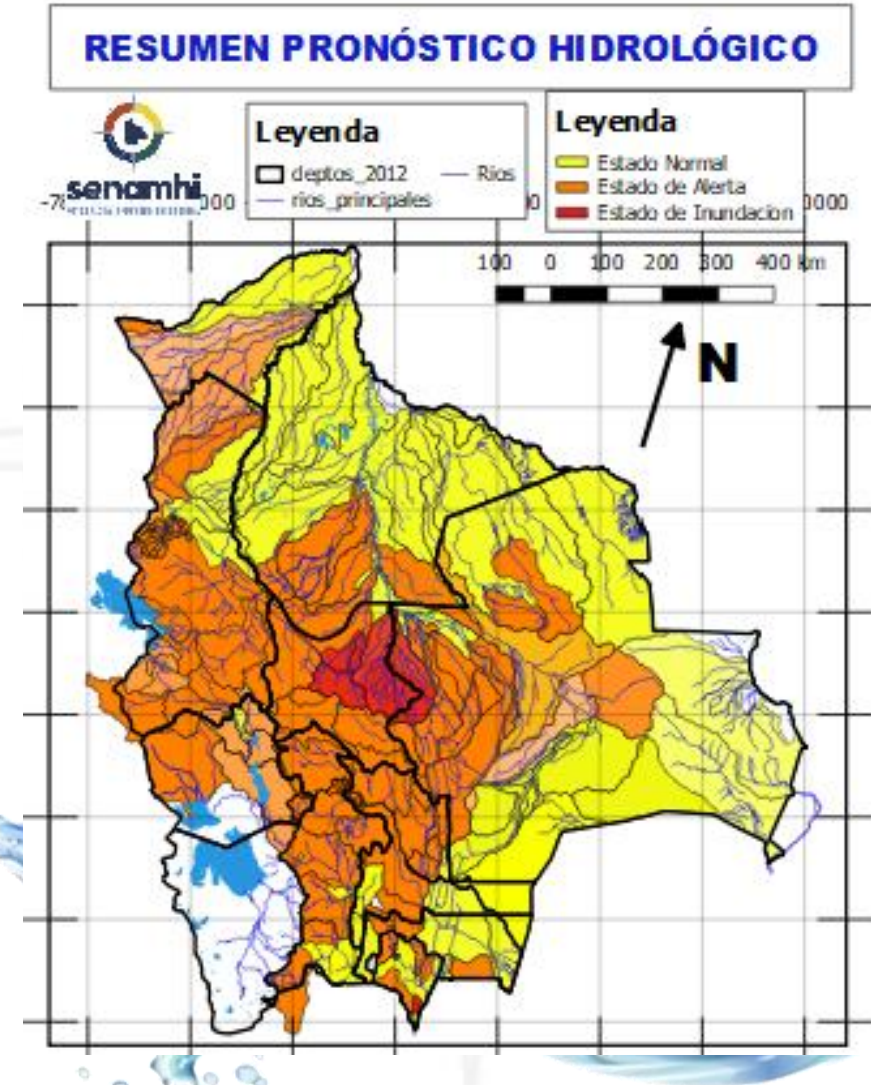 RESUMEN PRONÓSTICO HIDROLÓGICO
senamhi
Leyenda
deptos_2012
Rios
rios_principales
Leyenda
Estado Normal
Estado de Alerta
Estado de Inundacion
100 0 100 200 300 400 km
N